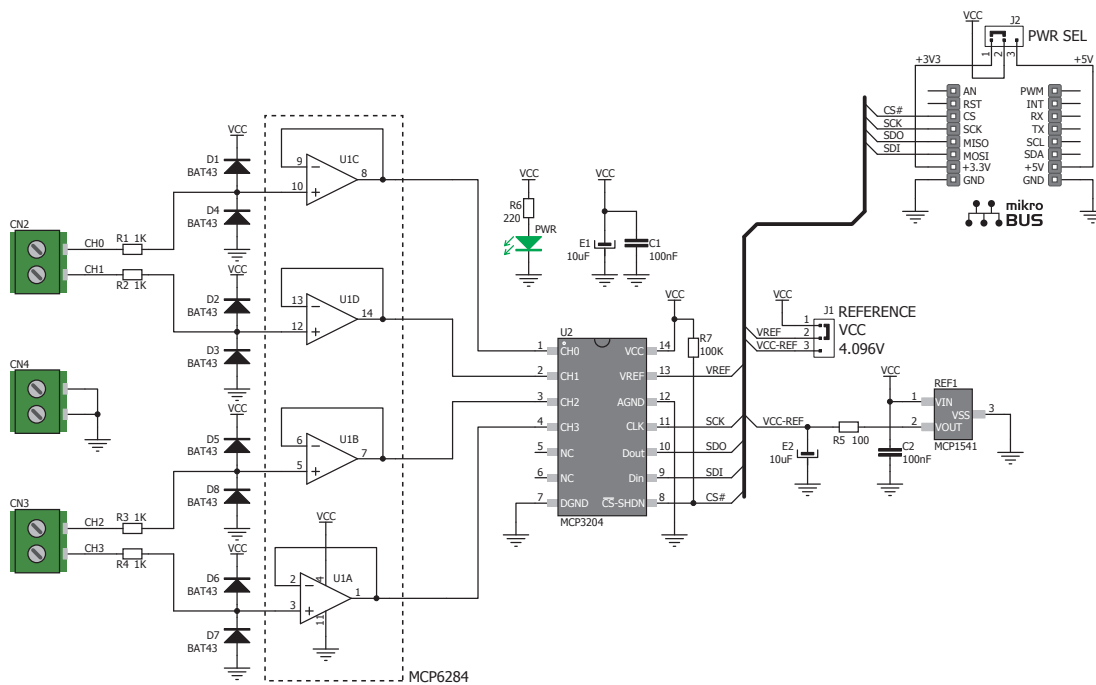 VCC
J2
PWR SEL
1
2
3
+3V3
+5V
AN
PWM
RST
INT
CS#
CS
RX
SCK
SCK
TX
SDO
MISO
SCL
SDI
MOSI
SDA
+3.3V
+5V
GND
GND
mikro
BUS
VCC
D1
BAT43
9
U1C
8
10
D4
BAT43
VCC
R6
220
PWR
VCC
E1
10uF
C1
100nF
CN2
CH0
R1 1K
CH1
R2 1K
VCC
D2
BAT43
13
U1D
14
12
D3
BAT43
VCC
J1
REFERENCE
VCC
4.096V
1
2
3
VREF
VCC-REF
VCC
R7
100K
U2
1
CH0
VCC
14
2
CH1
VREF
13
VREF
3
CH2
AGND
12
4
CH3
CLK
11
SCK
5
NC
Dout
10
SDO
6
NC
Din
9
SDI
7
DGND
CS-SHDN
8
CS#
MCP3204
CN4
VCC
REF1
1
VIN
VSS
3
2
VOUT
MCP1541
VCC-REF
R5 100
E2
10uF
C2
100nF
VCC
D5
BAT43
6
U1B
7
5
D8
BAT43
CN3
CH2
R3 1K
CH3
R4 1K
VCC
D6
BAT43
VCC
2
4
U1A
1
3
11
D7
BAT43
MCP6284